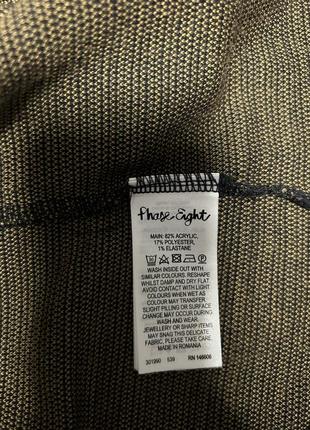 Phase Eight
MAIN: 82% ACRYLIC,
17% POLYESTER,
1% ELASTANE
WASH INSIDE OUT WITH
SIMILAR COLOURS. RESHAPE
WHILST DAMP AND DRY FLAT.
AVOID CONTACT WITH LIGHT
COLOURS WHEN WET AS
COLOUR MAY TRANSFER.
SLIGHT PILLING OR SURFACE
CHANGE MAY OCCUR DURING
WASH AND WEAR.
JEWELLERY OR SHARP ITEMS
MAY SNAG THIS DELICATE
FABRIC, PLEASE TAKE CARE.
MADE IN ROMANIA
301990 539 RN 146606